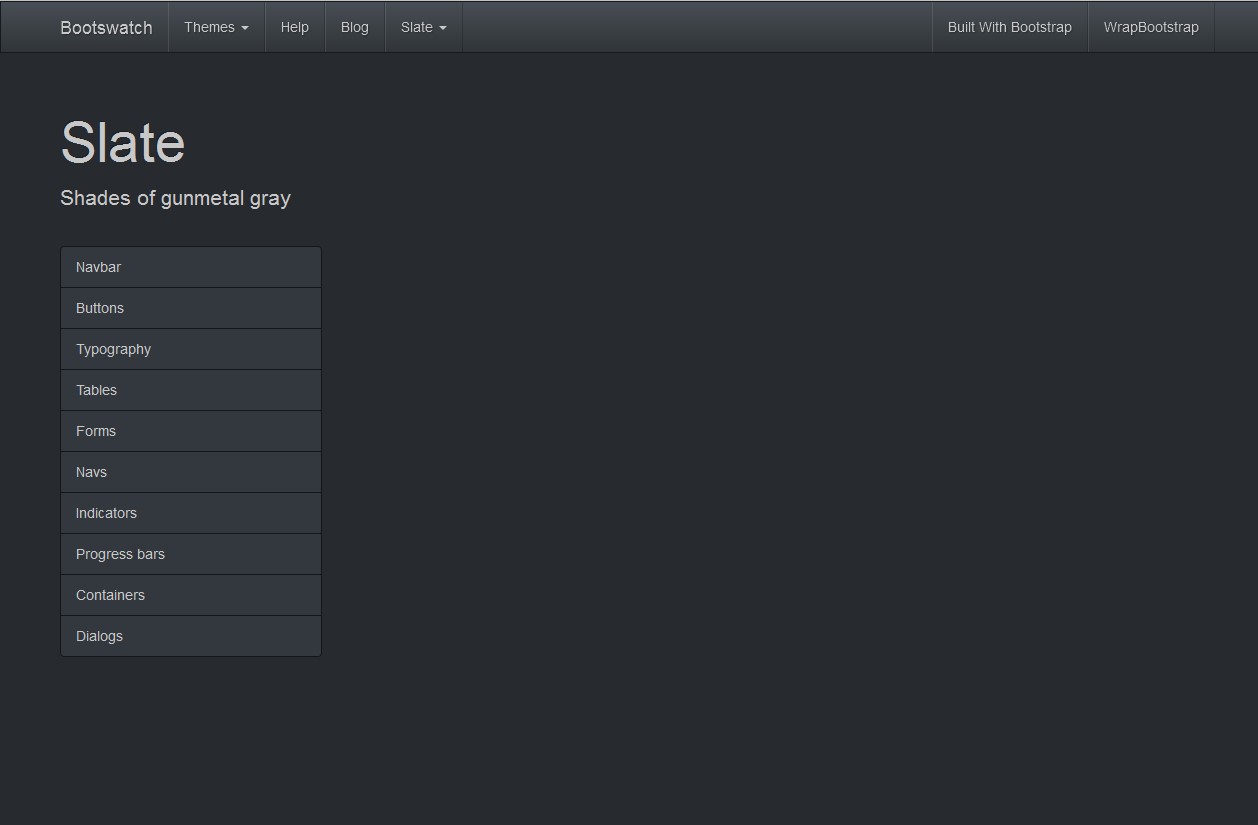 Bootswatch Themes Help Blog Slate Built With Bootstrap WrapBootstrap
Slate
Shades of gunmetal gray
Navbar
Buttons
Typography
Tables
Forms
Navs
Indicators
Progress bars
Containers
Dialogs